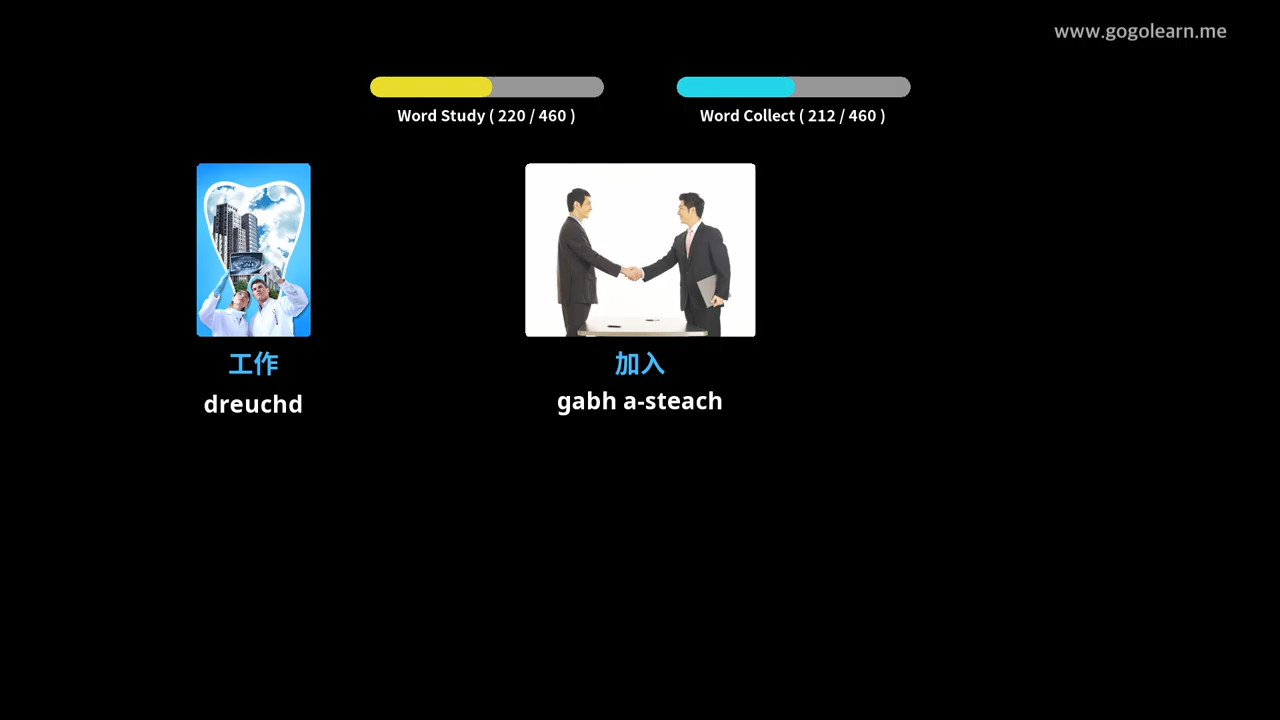 www.gogolearn.me
Word Study ( 220 / 460 )
Word Collect ( 212 / 460 )
工作
加入
dreuchd
gabh a-steach